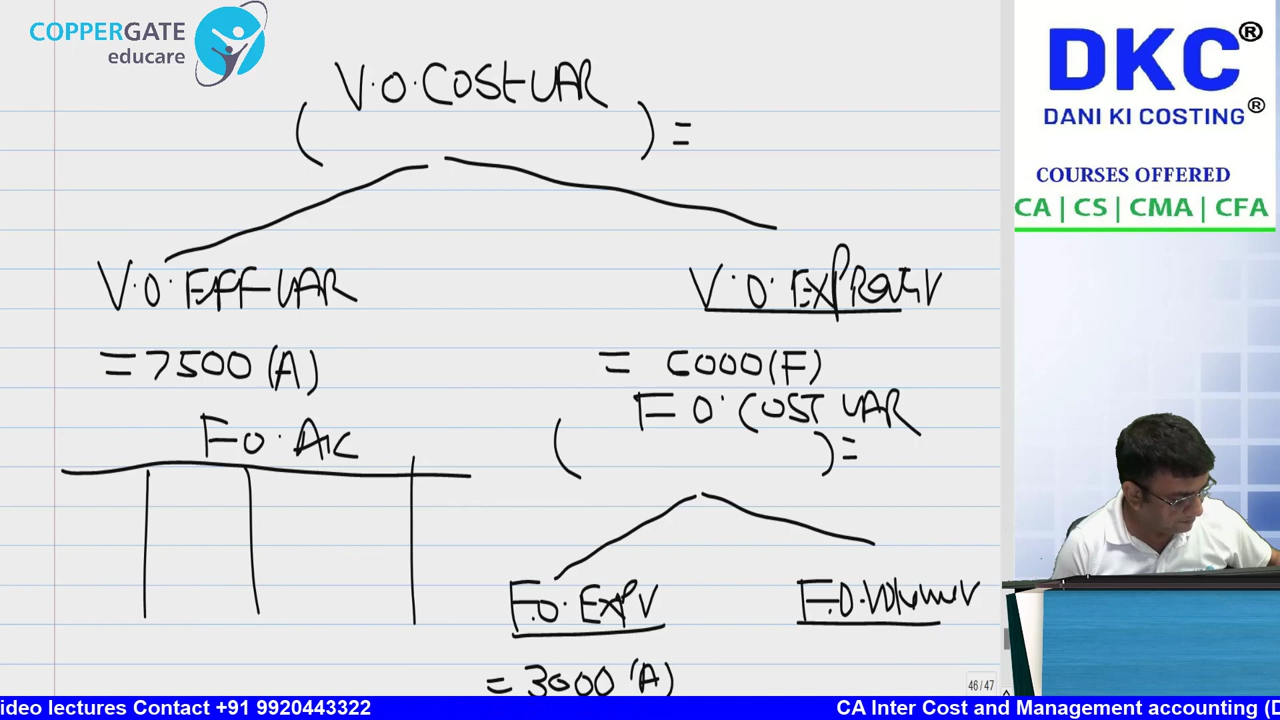 COPPERGATE
educare
V.O.COST VAR
( ) =
V.O.EFF VAR
V.O.EXP Rate V
= 7500 (A)
= 6000 (F)
F.O. A/C
F.O.COST VAR
( ) =
F.O.EXP V
F.O.Volume V
= 3000 (A)
46/47
DKC®
DANI KI COSTING®
COURSES OFFERED
CA | CS | CMA | CFA
ideo lectures Contact +91 9920443322
CA Inter Cost and Management accounting (D